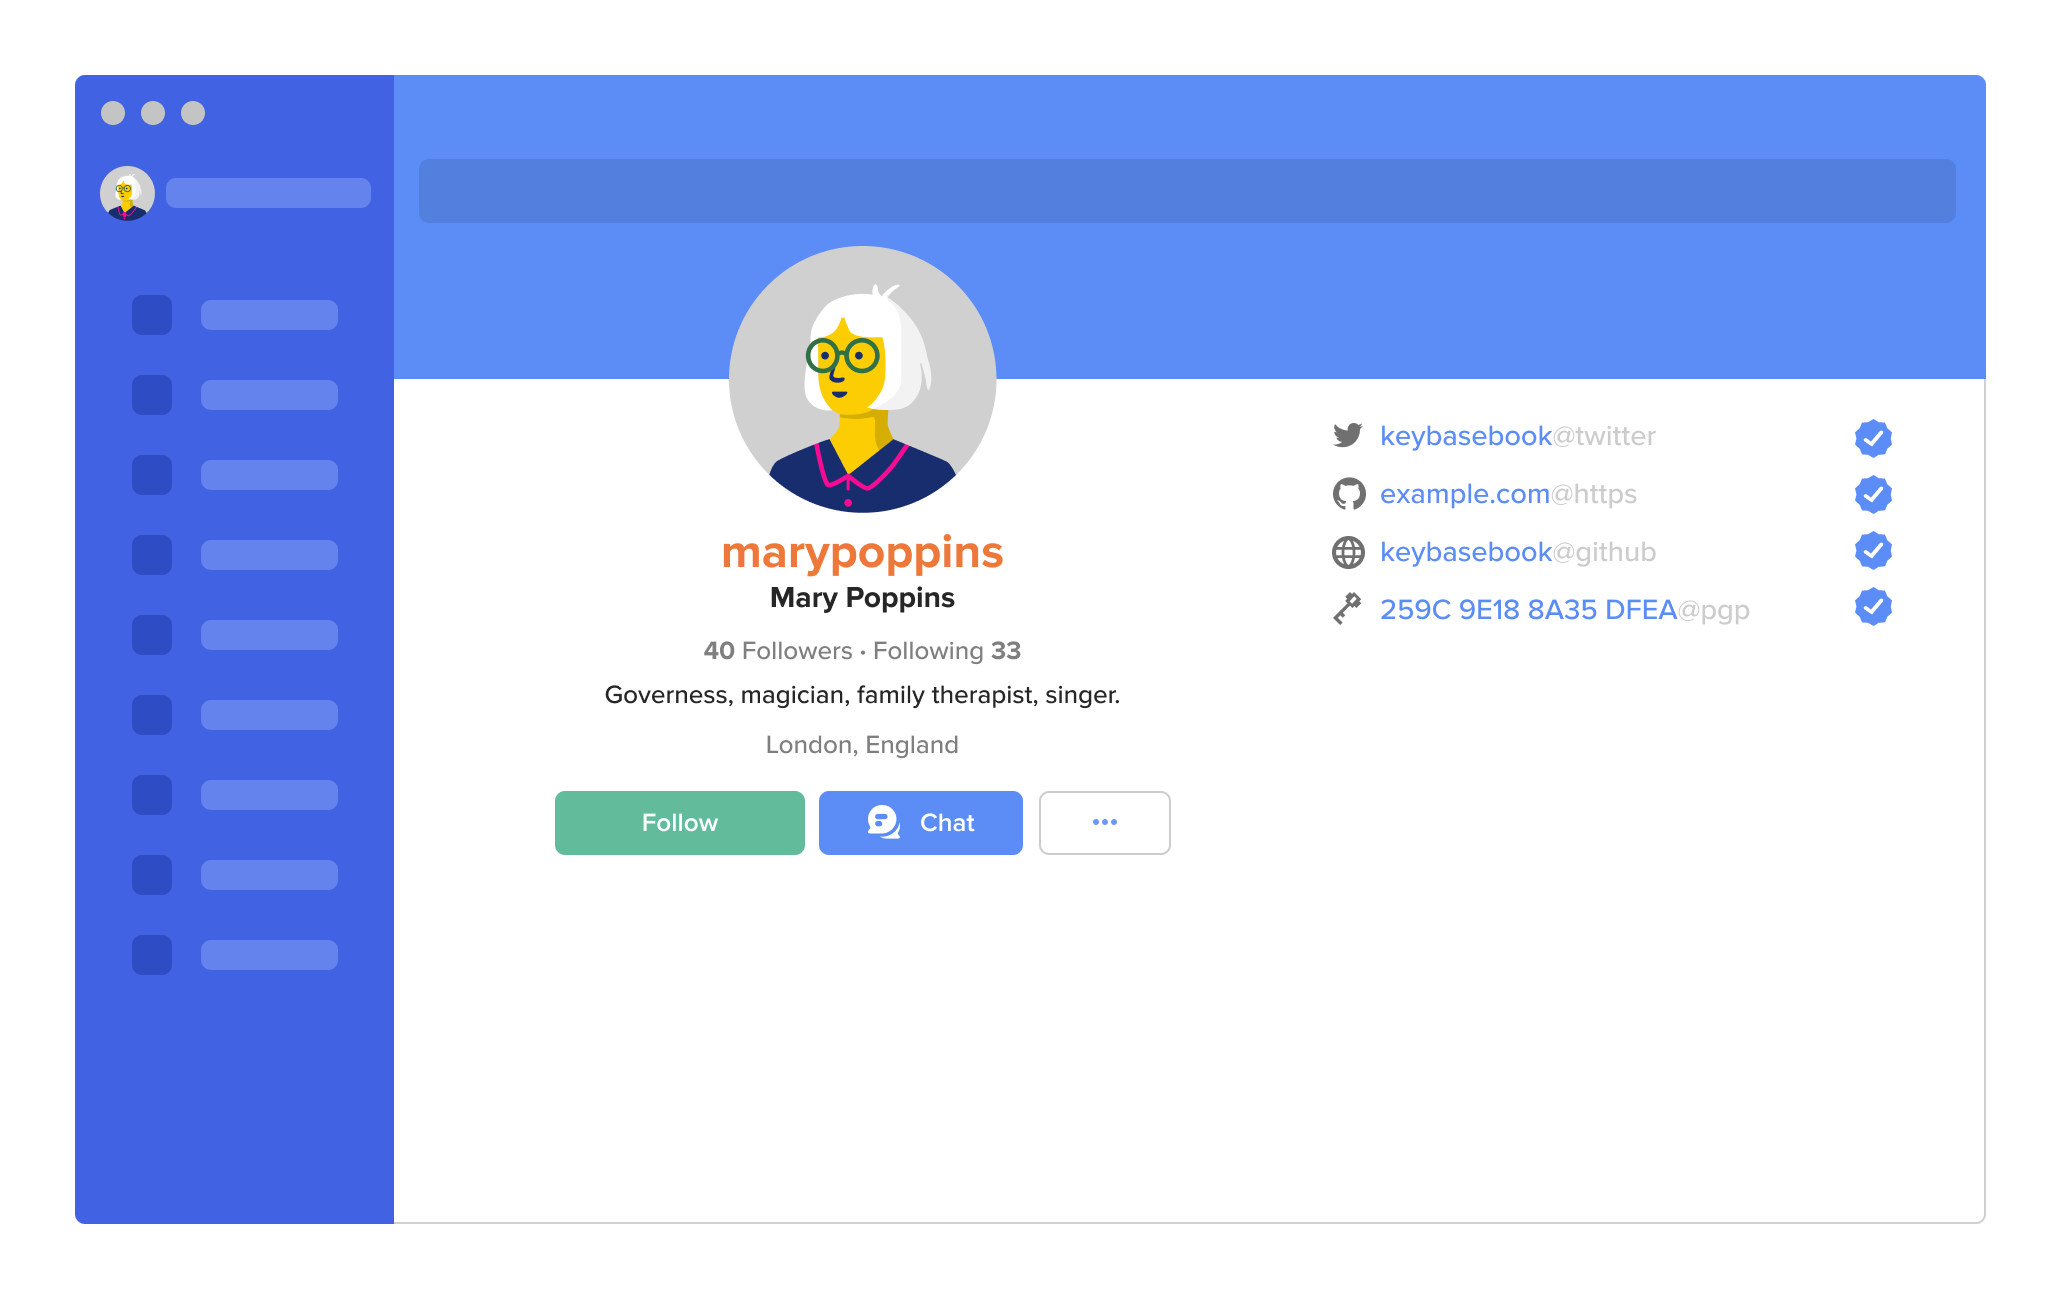 marypoppins
Mary Poppins
40 Followers • Following 33
Governess, magician, family therapist, singer.
London, England
Follow
Chat
•••
keybasebook@twitter
example.com@https
keybasebook@github
259C 9E18 8A35 DFEA@pgp